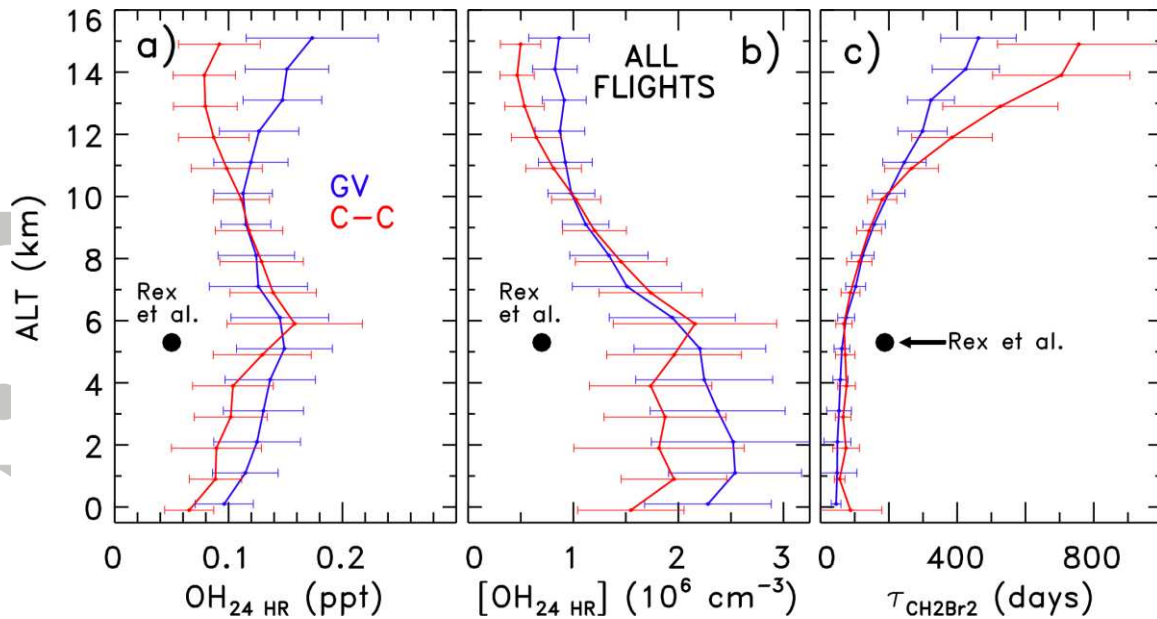 a)
b)
c)
ALL
FLIGHTS
GV
C-C
Rex
et al.
Rex
et al.
Rex et al.
ALT (km)
16
14
12
10
8
6
4
2
0
0 0.1 0.2
0 1 2 3
0 400 800
OH24 HR (ppt)
[OH24 HR] (10^6 cm^-3)
τCH2Br2 (days)